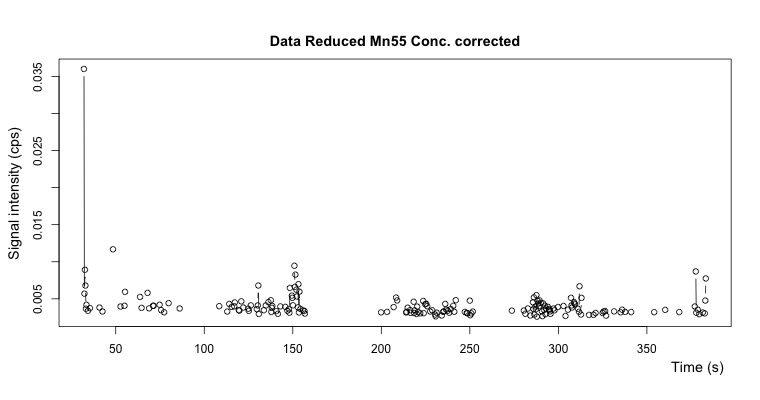 Data Reduced Mn55 Conc. corrected
Signal intensity (cps)
0.035
0.025
0.015
0.005
50 100 150 200 250 300 350
Time (s)